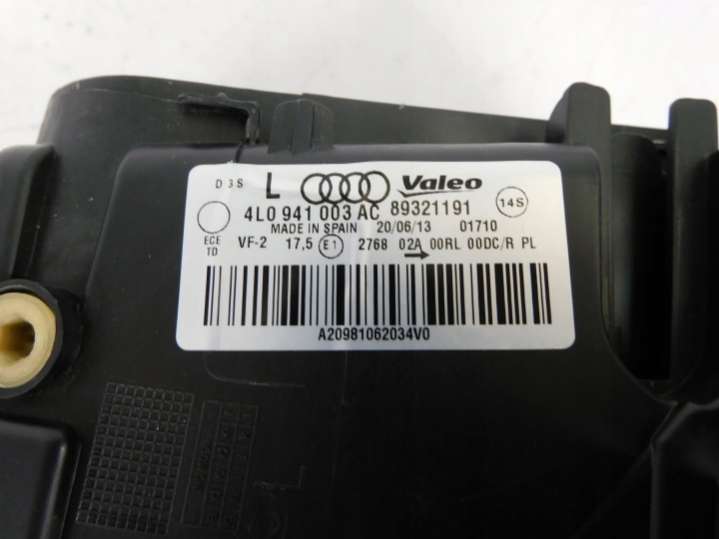 D 3 S L Valeo
4L0 941 003 AC 89321191 14S
MADE IN SPAIN 20/06/13 01710
ECE TD VF-2 17,5 E1 2768 02A 00RL 00DC/R PL
A20981062034V0
L